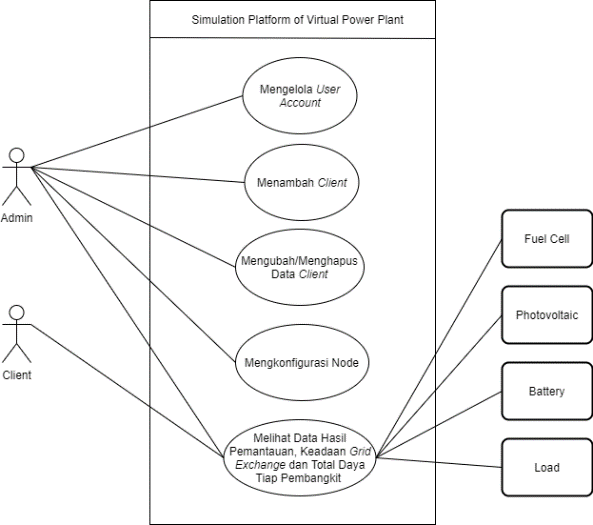 Simulation Platform of Virtual Power Plant
Mengelola User
Account
Menambah Client
Admin
Mengubah/Menghapus
Data Client
Fuel Cell
Photovoltaic
Client
Mengkonfigurasi Node
Battery
Melihat Data Hasil
Pemantauan, Keadaan Grid
Exchange dan Total Daya
Tiap Pembangkit
Load